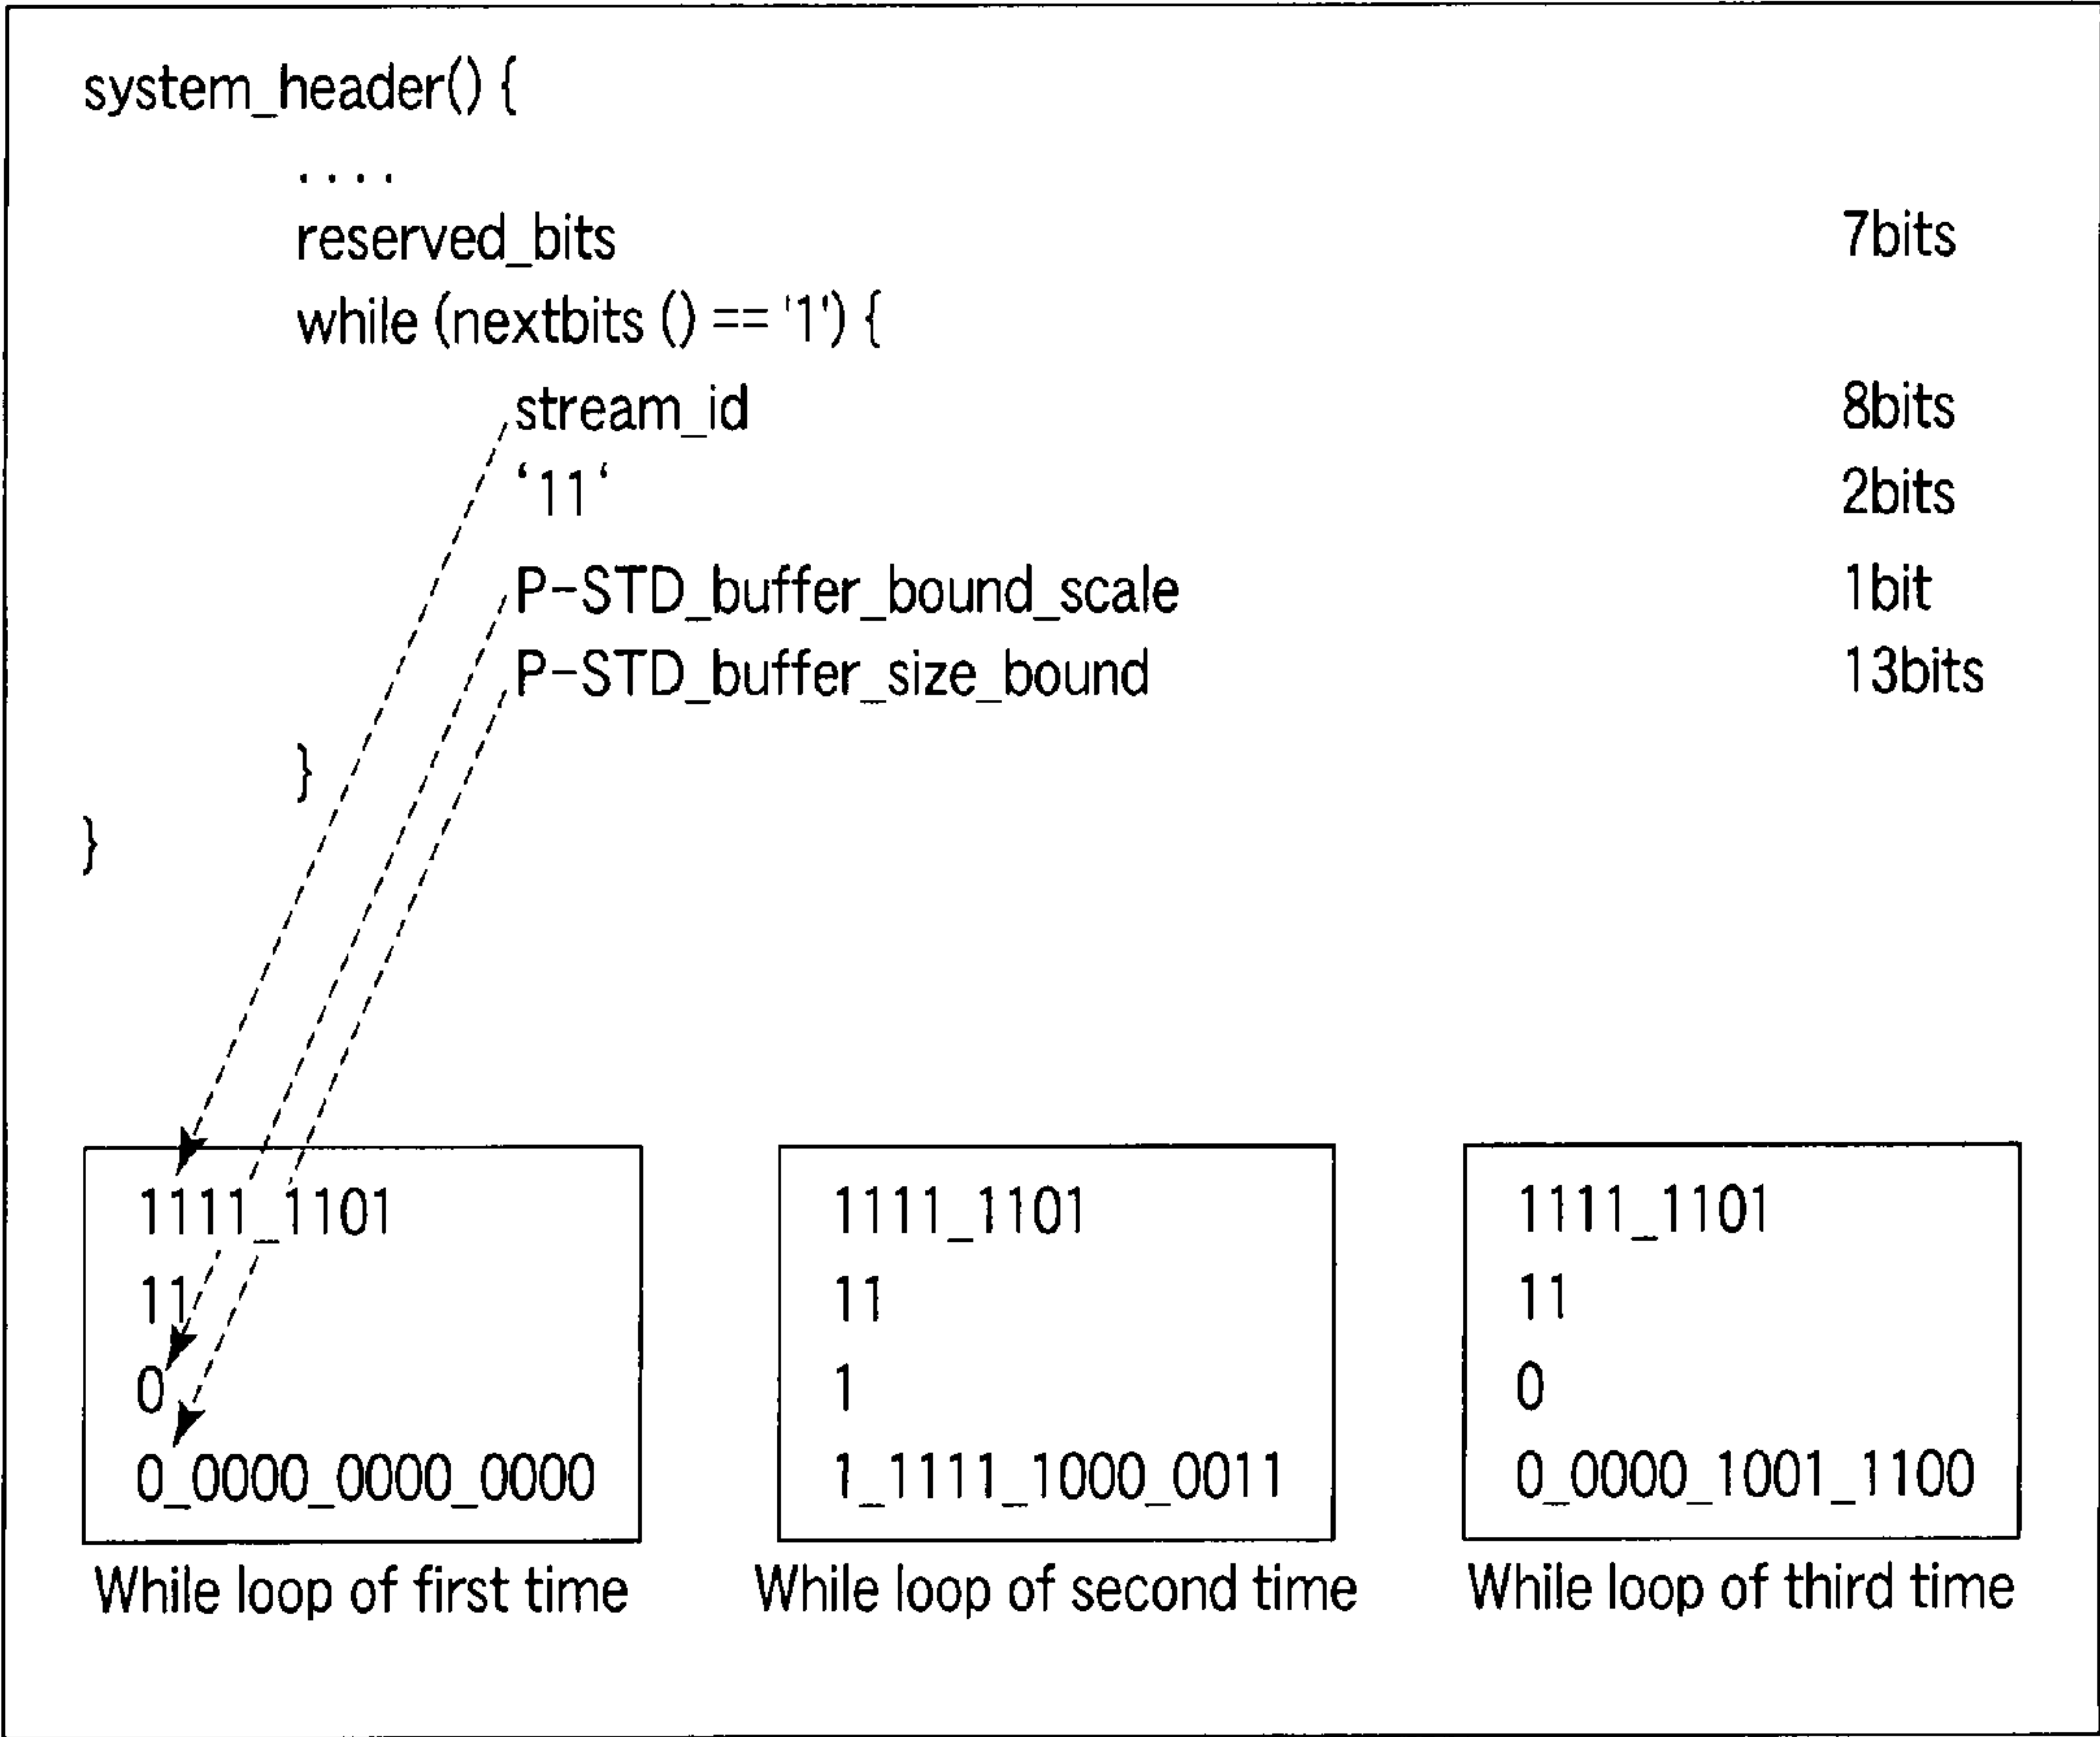 system_header() {
....
reserved_bits 7bits
while (nextbits () == '1') {
stream_id 8bits
‘11‘ 2bits
P-STD_buffer_bound_scale 1bit
P-STD_buffer_size_bound 13bits
}
}
1111_1101 1111_1101 1111_1101
11 11 11
0 1 0
0_0000_0000_0000 1_1111_1000_0011 0_0000_1001_1100
While loop of first time While loop of second time While loop of third time